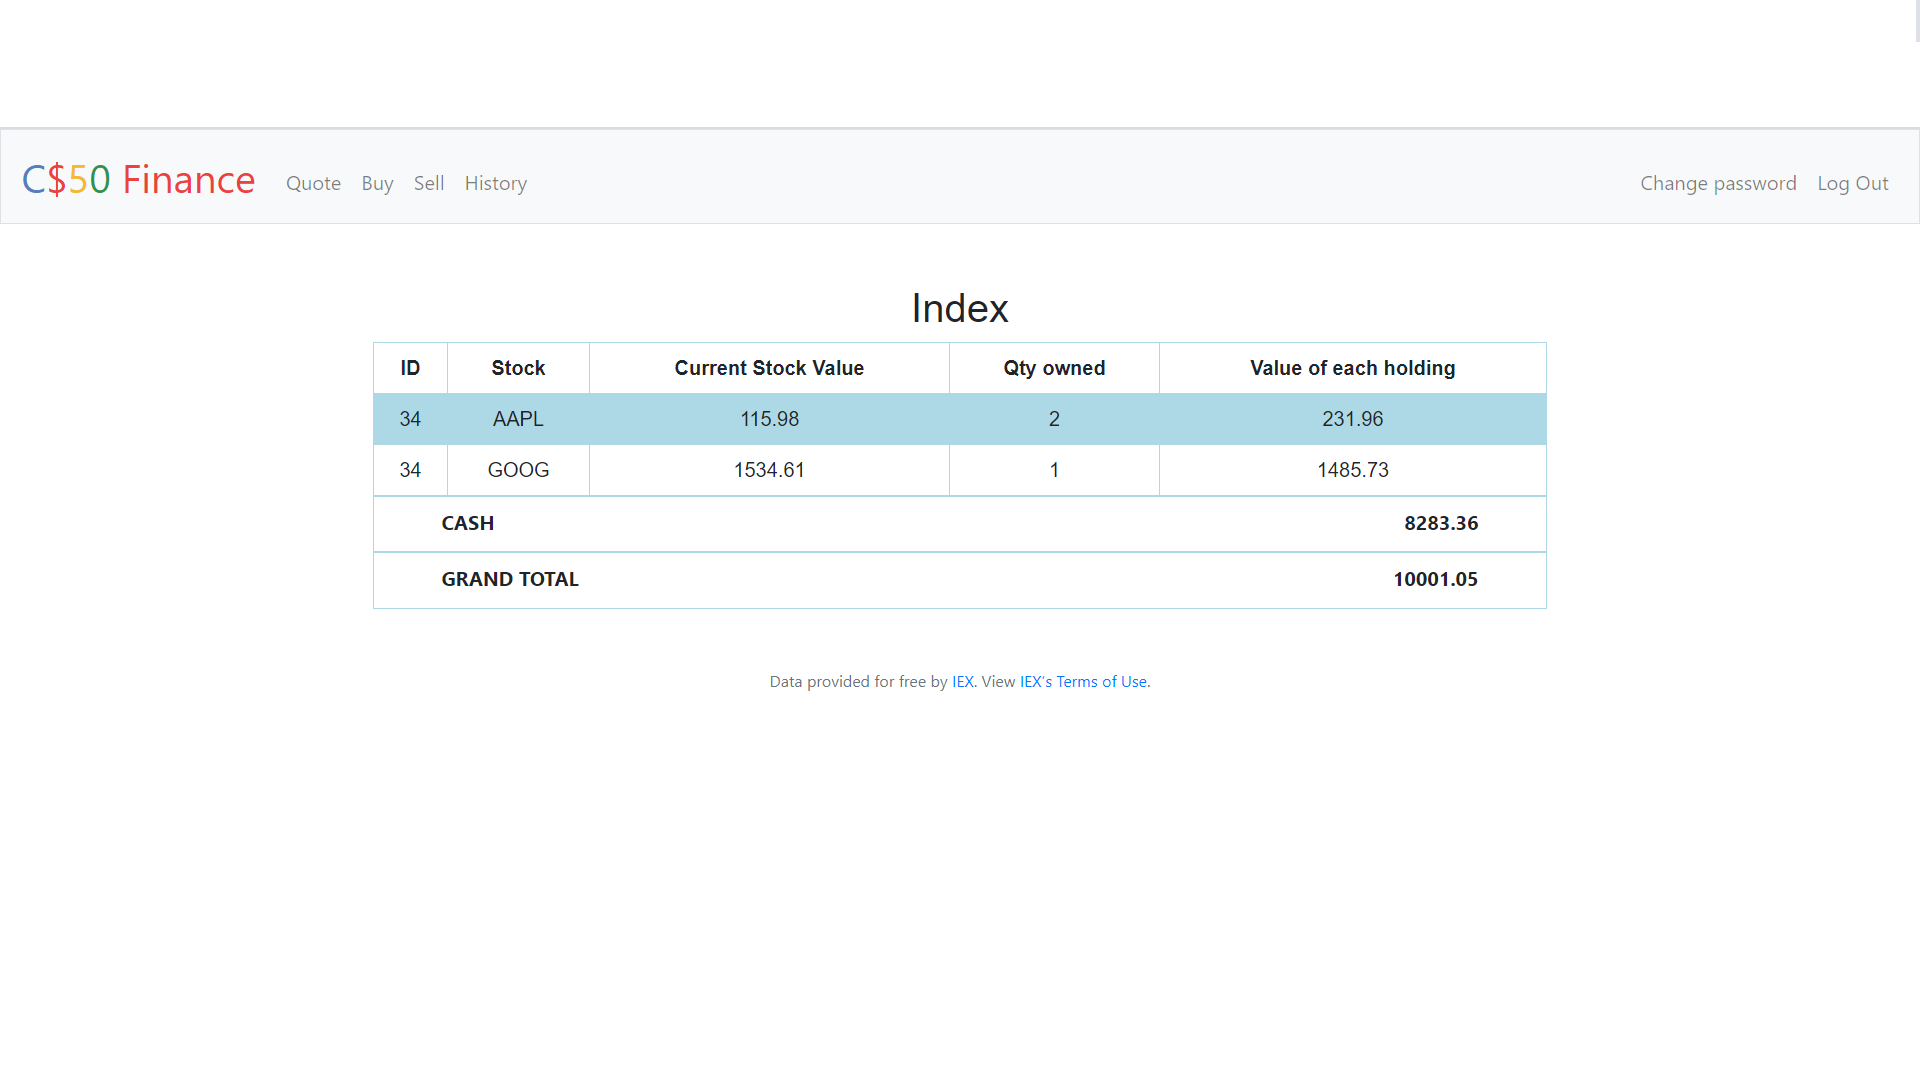 C$50 Finance Quote Buy Sell History Change password Log Out
Index
ID Stock Current Stock Value Qty owned Value of each holding
34 AAPL 115.98 2 231.96
34 GOOG 1534.61 1 1485.73
CASH 8283.36
GRAND TOTAL 10001.05
Data provided for free by IEX. View IEX's Terms of Use.